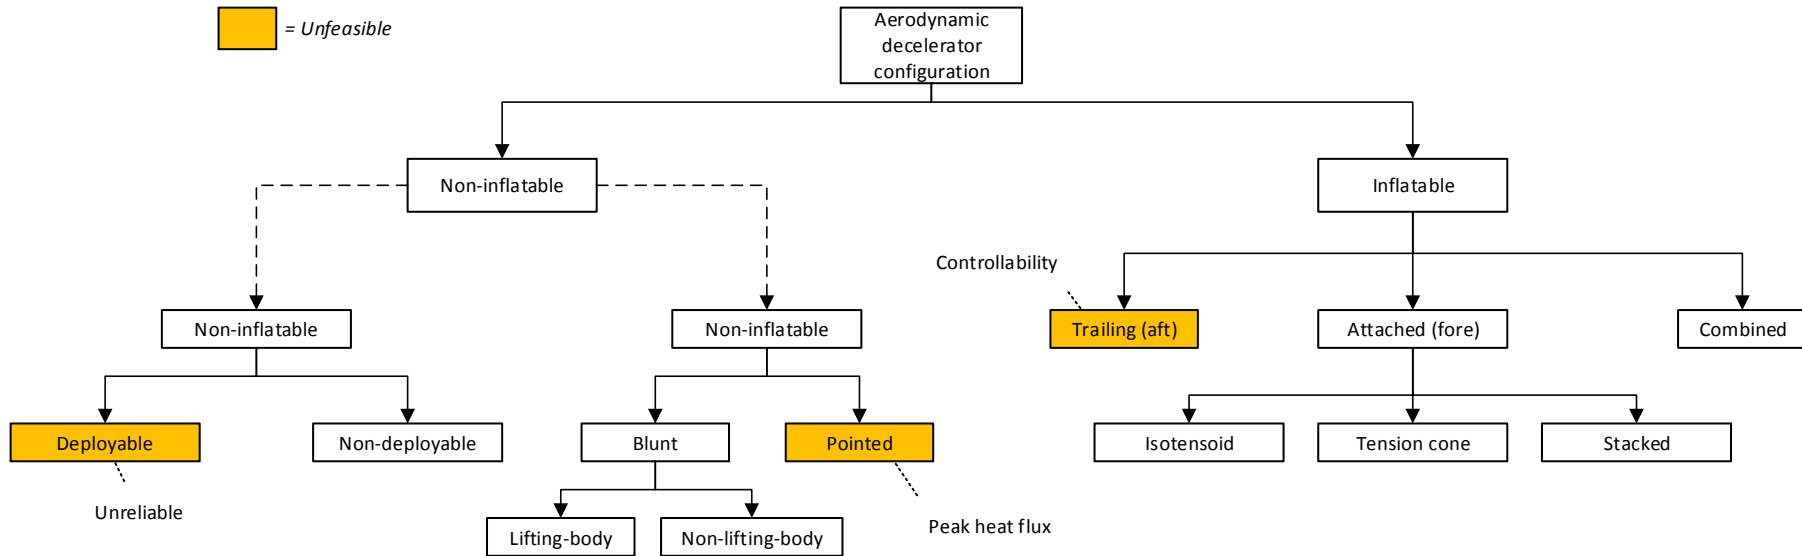 = Unfeasible
Aerodynamic
decelerator
configuration
Non-inflatable
Inflatable
Controllability
Non-inflatable
Non-inflatable
Trailing (aft)
Attached (fore)
Combined
Deployable
Non-deployable
Blunt
Pointed
Isotensoid
Tension cone
Stacked
Unreliable
Lifting-body
Non-lifting-body
Peak heat flux